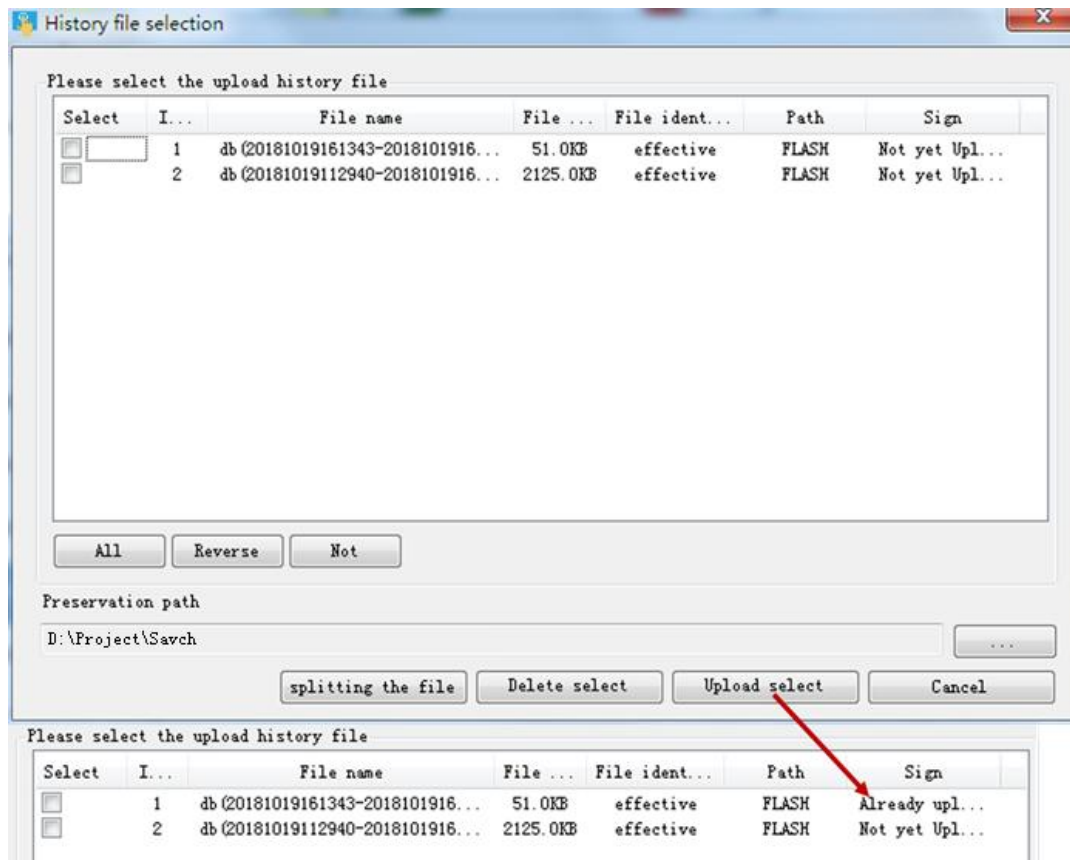 History file selection
Please select the upload history file
Select I... File name File ... File ident... Path Sign
1 db(20181019161343-2018101916... 51.0KB effective FLASH Not yet Upl...
2 db(20181019112940-2018101916... 2125.0KB effective FLASH Not yet Upl...
All Reverse Not
Preservation path
D:\Project\Savch
...
splitting the file Delete select Upload select Cancel
Please select the upload history file
Select I... File name File ... File ident... Path Sign
1 db(20181019161343-2018101916... 51.0KB effective FLASH Already upl...
2 db(20181019112940-2018101916... 2125.0KB effective FLASH Not yet Upl...